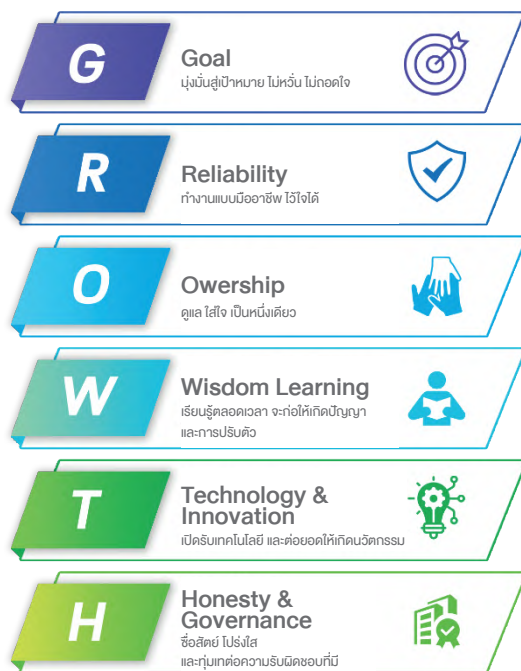 G
Goal
มุ่งมั่นสู่เป้าหมาย ไม่หวั่น ไม่ถอดใจ
R
Reliability
ทำงานแบบมืออาชีพ ไว้ใจได้
O
Owership
ดูแล ใส่ใจ เป็นหนึ่งเดียว
W
Wisdom Learning
เรียนรู้ตลอดเวลา จะก่อให้เกิดปัญญา
และการปรับตัว
T
Technology &
Innovation
เปิดรับเทคโนโลยี และต่อยอดให้เกิดนวัตกรรม
H
Honesty &
Governance
ซื่อสัตย์ โปร่งใส
และทุ่มเทต่อความรับผิดชอบที่มี